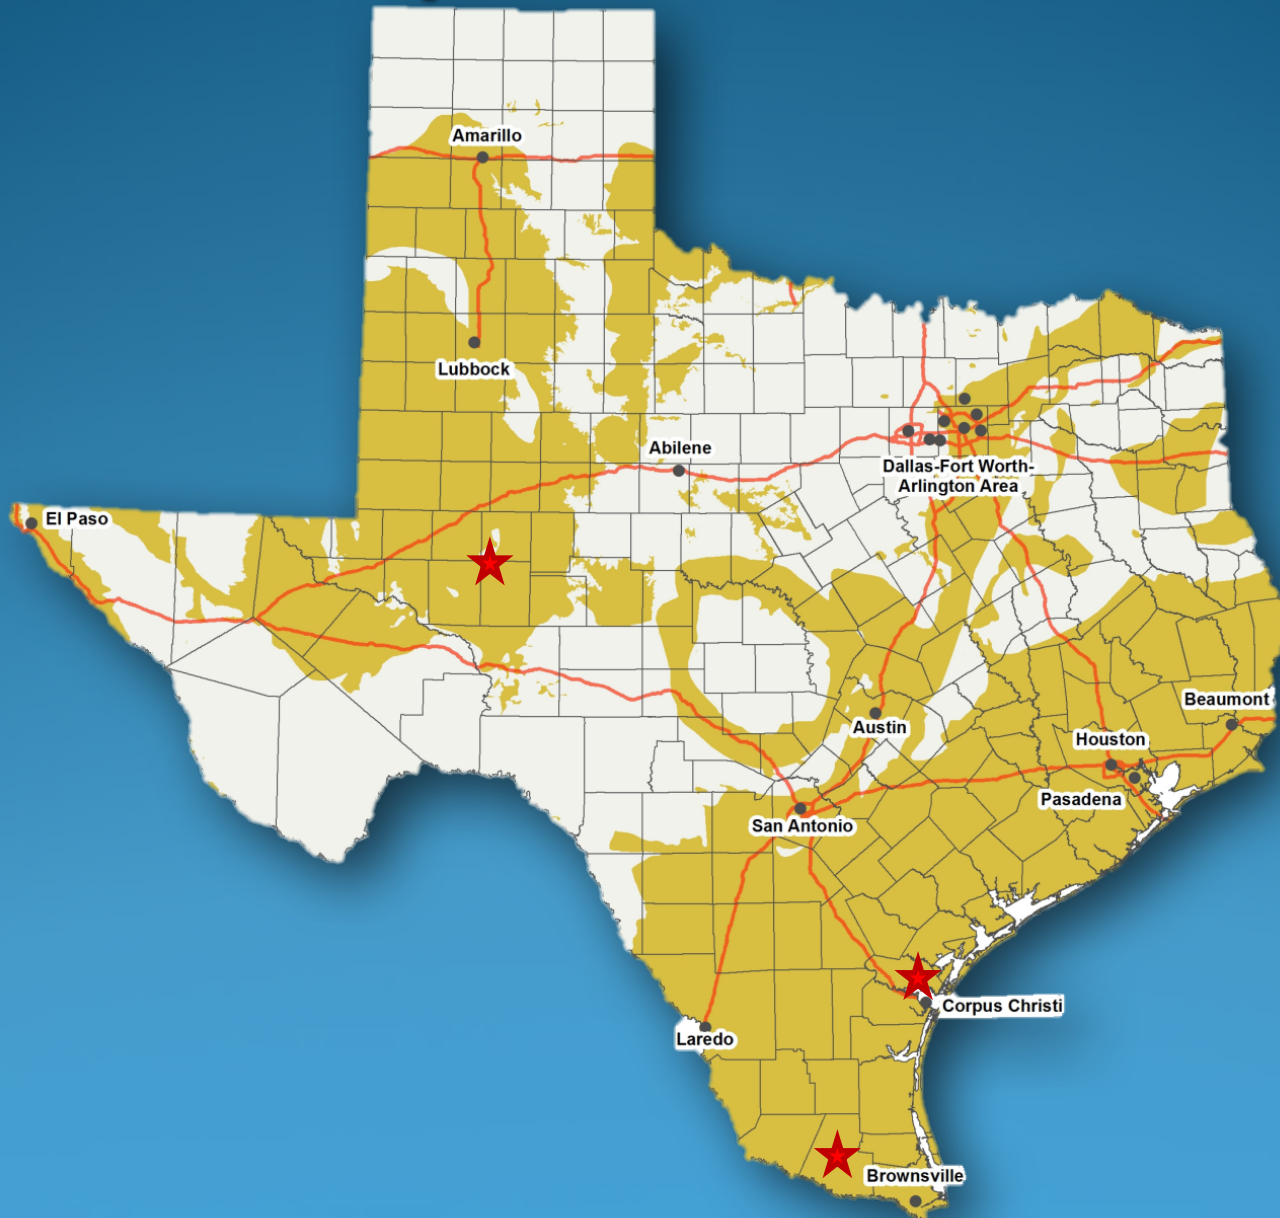 Amarillo
Lubbock
Abilene
Dallas-Fort Worth-
Arlington Area
El Paso
Beaumont
Austin
Houston
Pasadena
San Antonio
Corpus Christi
Laredo
Brownsville